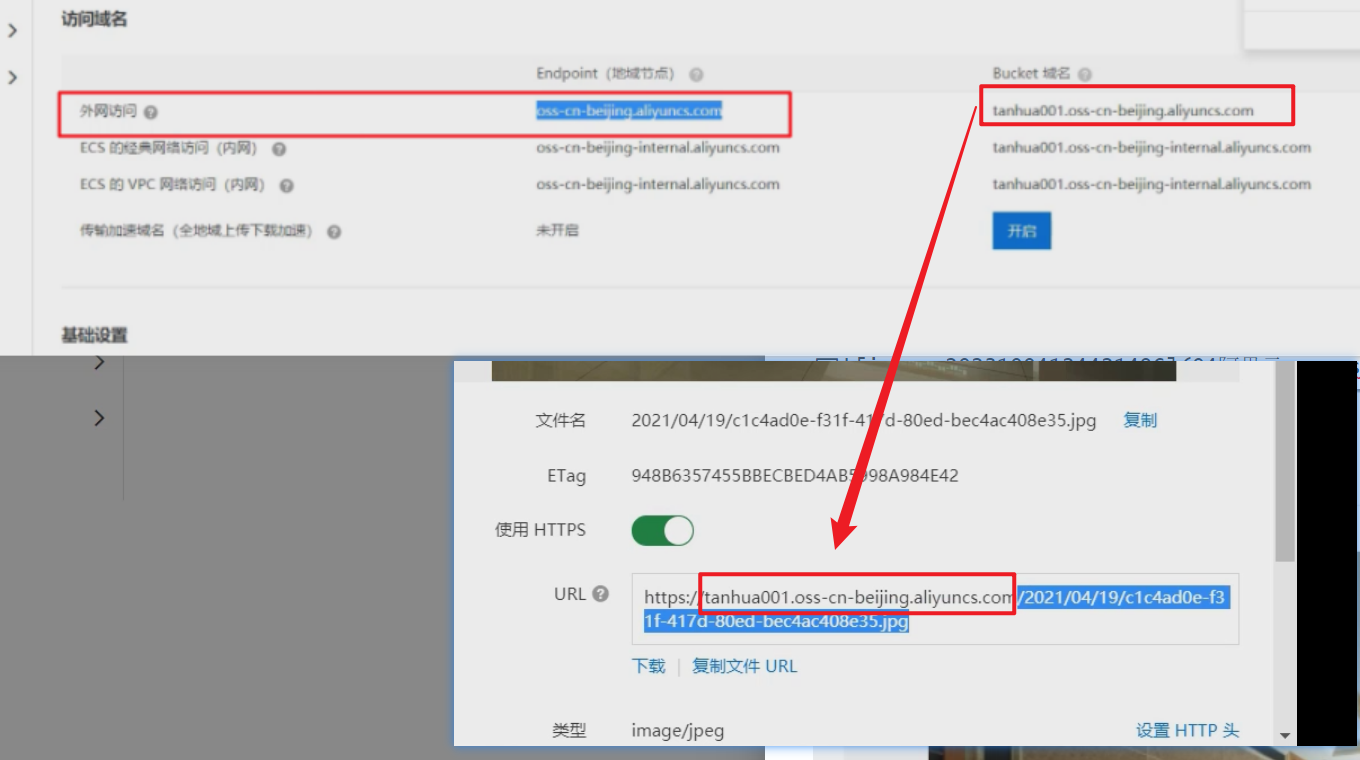 访问域名
Endpoint（地域节点） Bucket 域名
外网访问 oss-cn-beijing.aliyuncs.com tanhua001.oss-cn-beijing.aliyuncs.com
ECS 的经典网络访问（内网） oss-cn-beijing-internal.aliyuncs.com tanhua001.oss-cn-beijing-internal.aliyuncs.com
ECS 的 VPC 网络访问（内网） oss-cn-beijing-internal.aliyuncs.com tanhua001.oss-cn-beijing-internal.aliyuncs.com
传输加速域名（全地域上传下载加速） 未开启 开启
基础设置
文件名 2021/04/19/c1c4ad0e-f31f-417d-80ed-bec4ac408e35.jpg 复制
ETag
使用 HTTPS
URL https://tanhua001.oss-cn-beijing.aliyuncs.com/2021/04/19/c1c4ad0e-f3
1f-417d-80ed-bec4ac408e35.jpg
下载 | 复制文件 URL
类型 image/jpeg 设置 HTTP 头